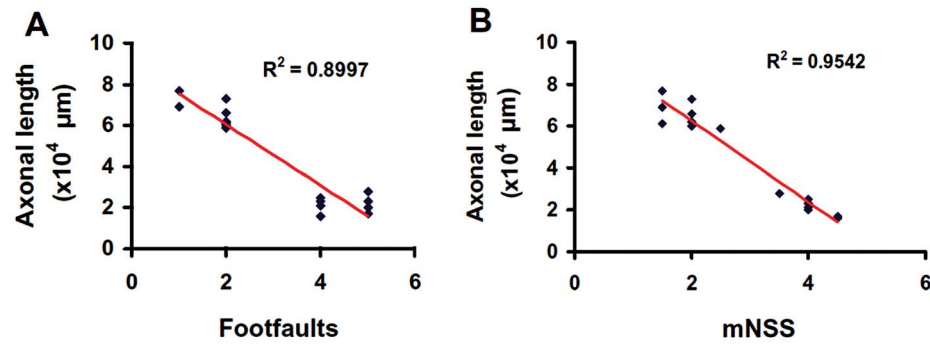 A
B
Axonal length
(x10⁴ µm)
10
8
6
4
2
0
R² = 0.8997
0 2 4 6
Footfaults
Axonal length
(x10⁴ µm)
10
8
6
4
2
0
R² = 0.9542
0 2 4 6
mNSS